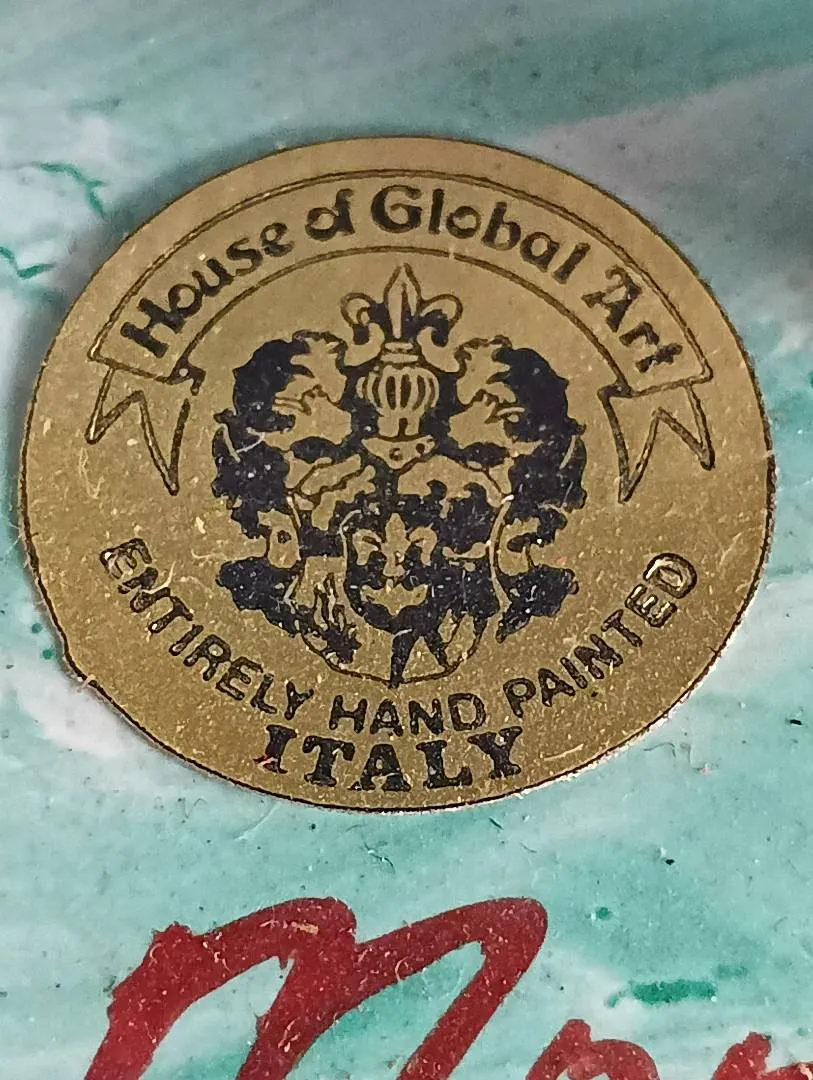 House of Global Art
ENTIRELY HAND PAINTED
ITALY